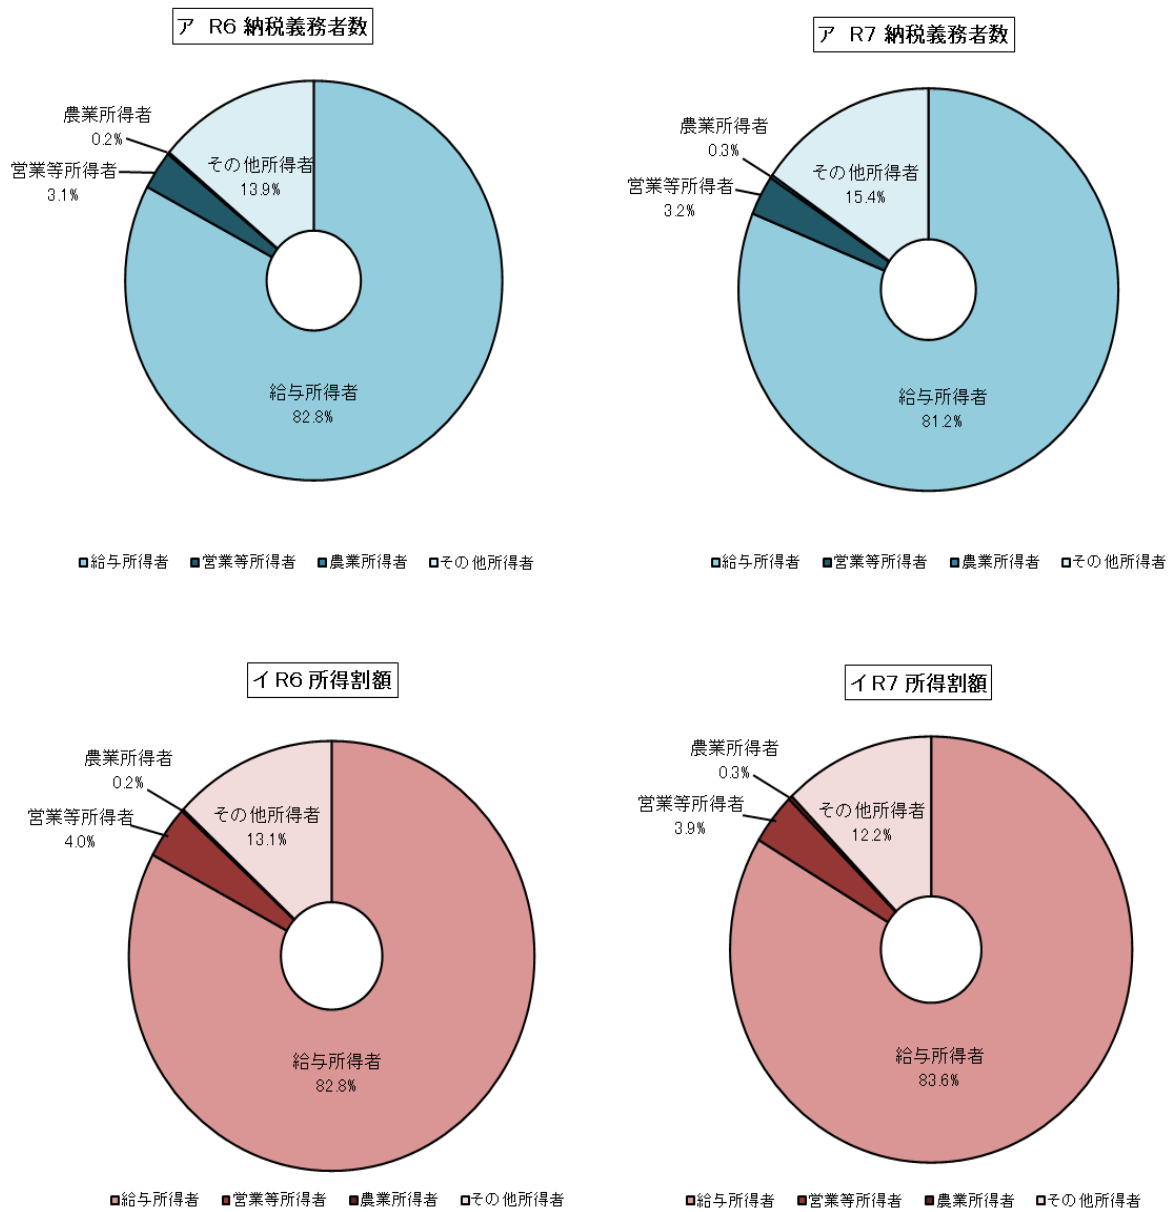 ア R6 納税義務者数
農業所得者
0.2%
営業等所得者
3.1%
その他所得者
13.9%
給与所得者
82.8%
給与所得者 営業等所得者 農業所得者 その他所得者
ア R7 納税義務者数
農業所得者
0.3%
営業等所得者
3.2%
その他所得者
15.4%
給与所得者
81.2%
給与所得者 営業等所得者 農業所得者 その他所得者
イ R6 所得割額
農業所得者
0.2%
営業等所得者
4.0%
その他所得者
13.1%
給与所得者
82.8%
給与所得者 営業等所得者 農業所得者 その他所得者
イ R7 所得割額
農業所得者
0.3%
営業等所得者
3.9%
その他所得者
12.2%
給与所得者
83.6%
給与所得者 営業等所得者 農業所得者 その他所得者